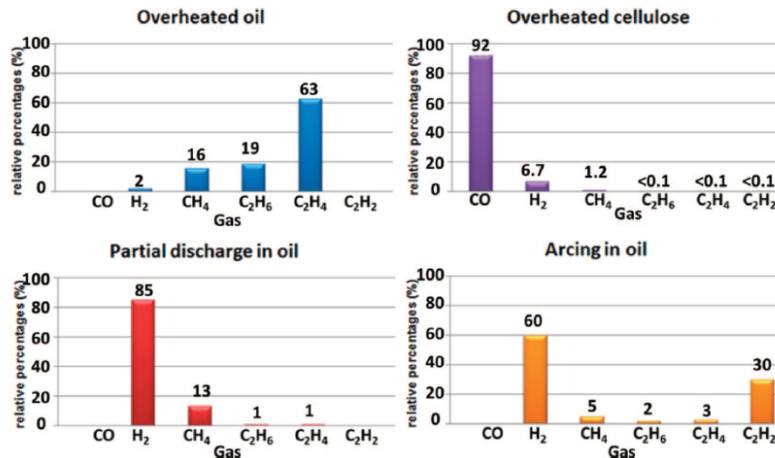 Overheated oil
relative percentages (%)
100
80
60
40
20
0
2
16
19
63
CO H₂ CH₄ C₂H₆ C₂H₄ C₂H₂
Gas
Overheated cellulose
relative percentages (%)
100
80
60
40
20
0
92
6.7
1.2
<0.1
<0.1
<0.1
CO H₂ CH₄ C₂H₆ C₂H₄ C₂H₂
Gas
Partial discharge in oil
relative percentages (%)
100
80
60
40
20
0
85
13
1
1
CO H₂ CH₄ C₂H₆ C₂H₄ C₂H₂
Gas
Arcing in oil
relative percentages (%)
100
80
60
40
20
0
60
5
2
3
30
CO H₂ CH₄ C₂H₆ C₂H₄ C₂H₂
Gas